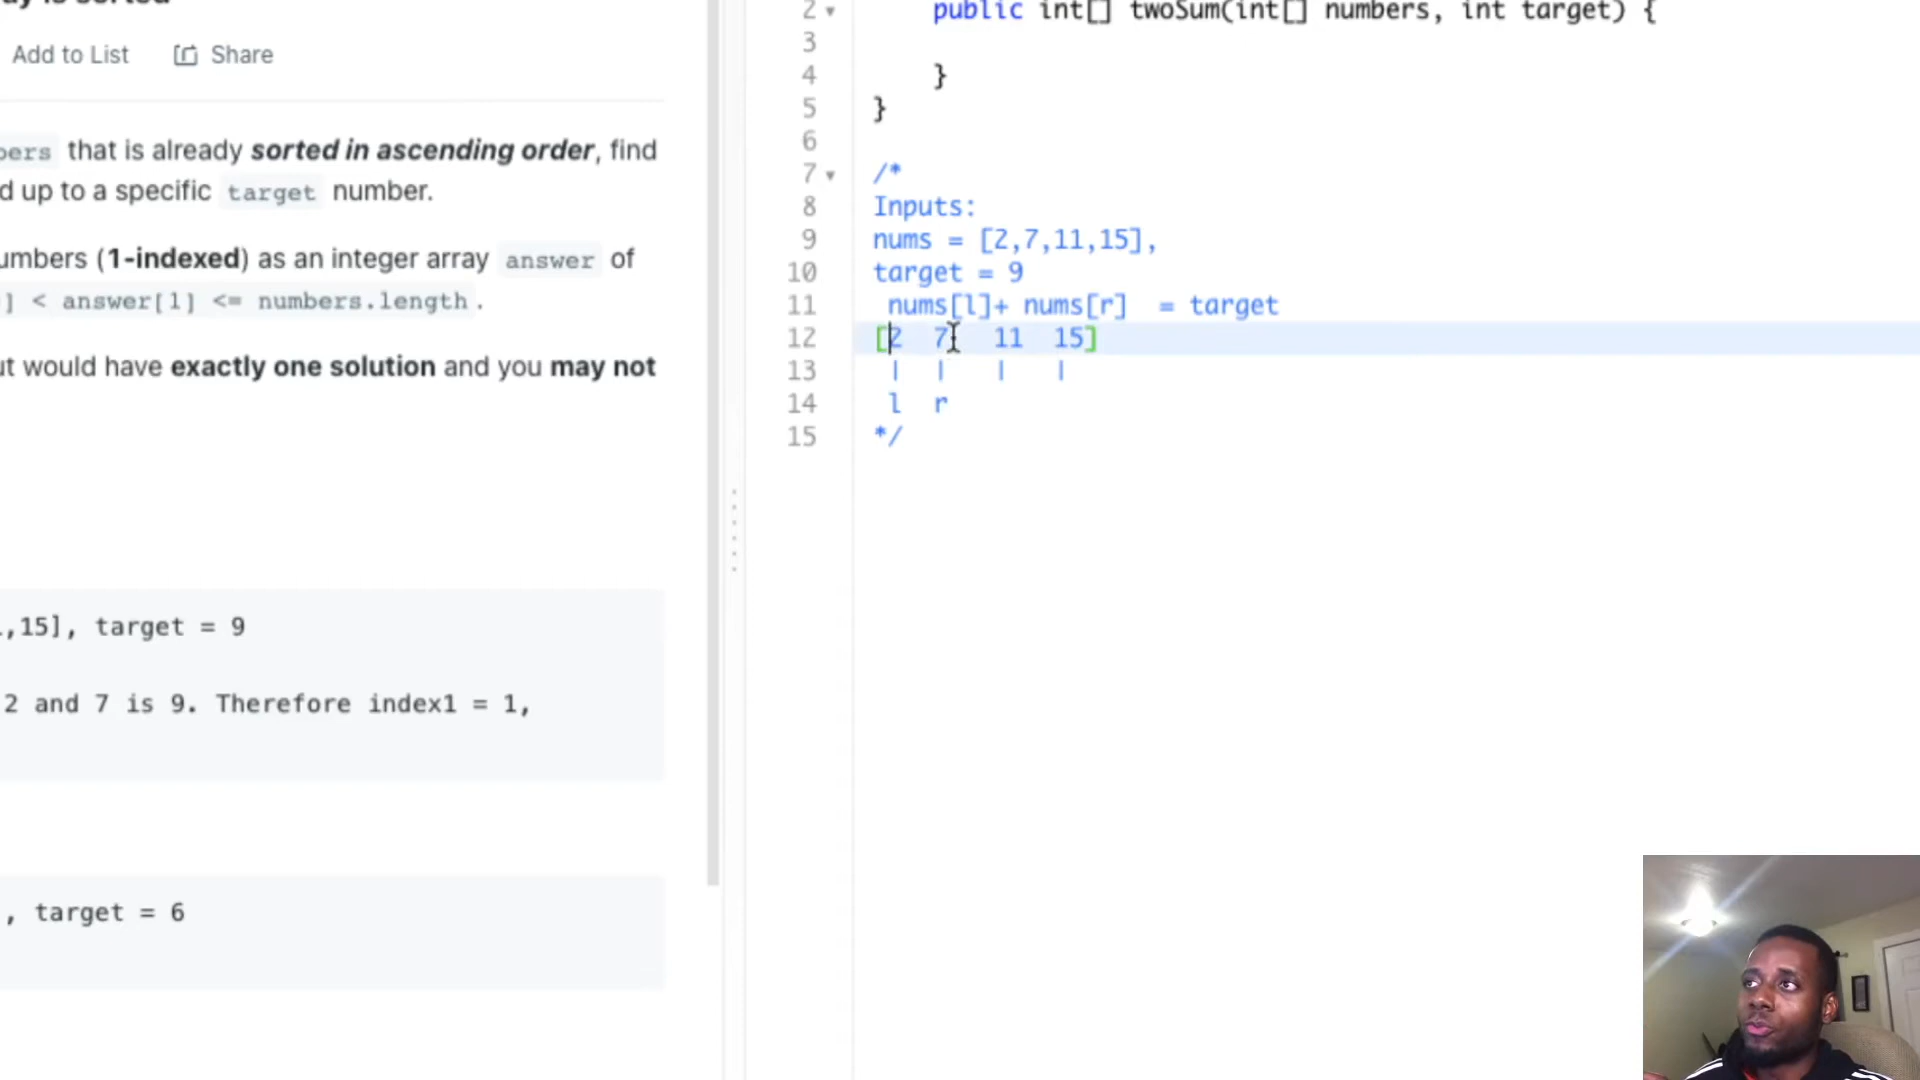 y is sorted
Add to List Share
bers that is already sorted in ascending order, find
d up to a specific target number.
umbers (1-indexed) as an integer array answer of
] < answer[1] <= numbers.length.
ut would have exactly one solution and you may not
,15], target = 9
2 and 7 is 9. Therefore index1 = 1,
, target = 6
2 public int[] twoSum(int[] numbers, int target) {
3
4 }
5 }
6
7 /*
8 Inputs:
9 nums = [2,7,11,15],
10 target = 9
11 nums[l]+ nums[r] = target
12 [2 7 11 15]
13 | | | |
14 l r
15 */